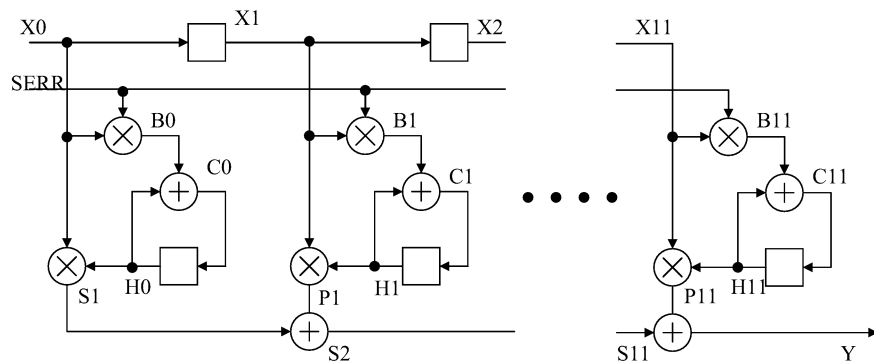 X0 X1 X2 X11
SERR
B0 B1 B11
C0 C1 C11
H0 H1 H11
S1 P1 P11
S2 S11 Y